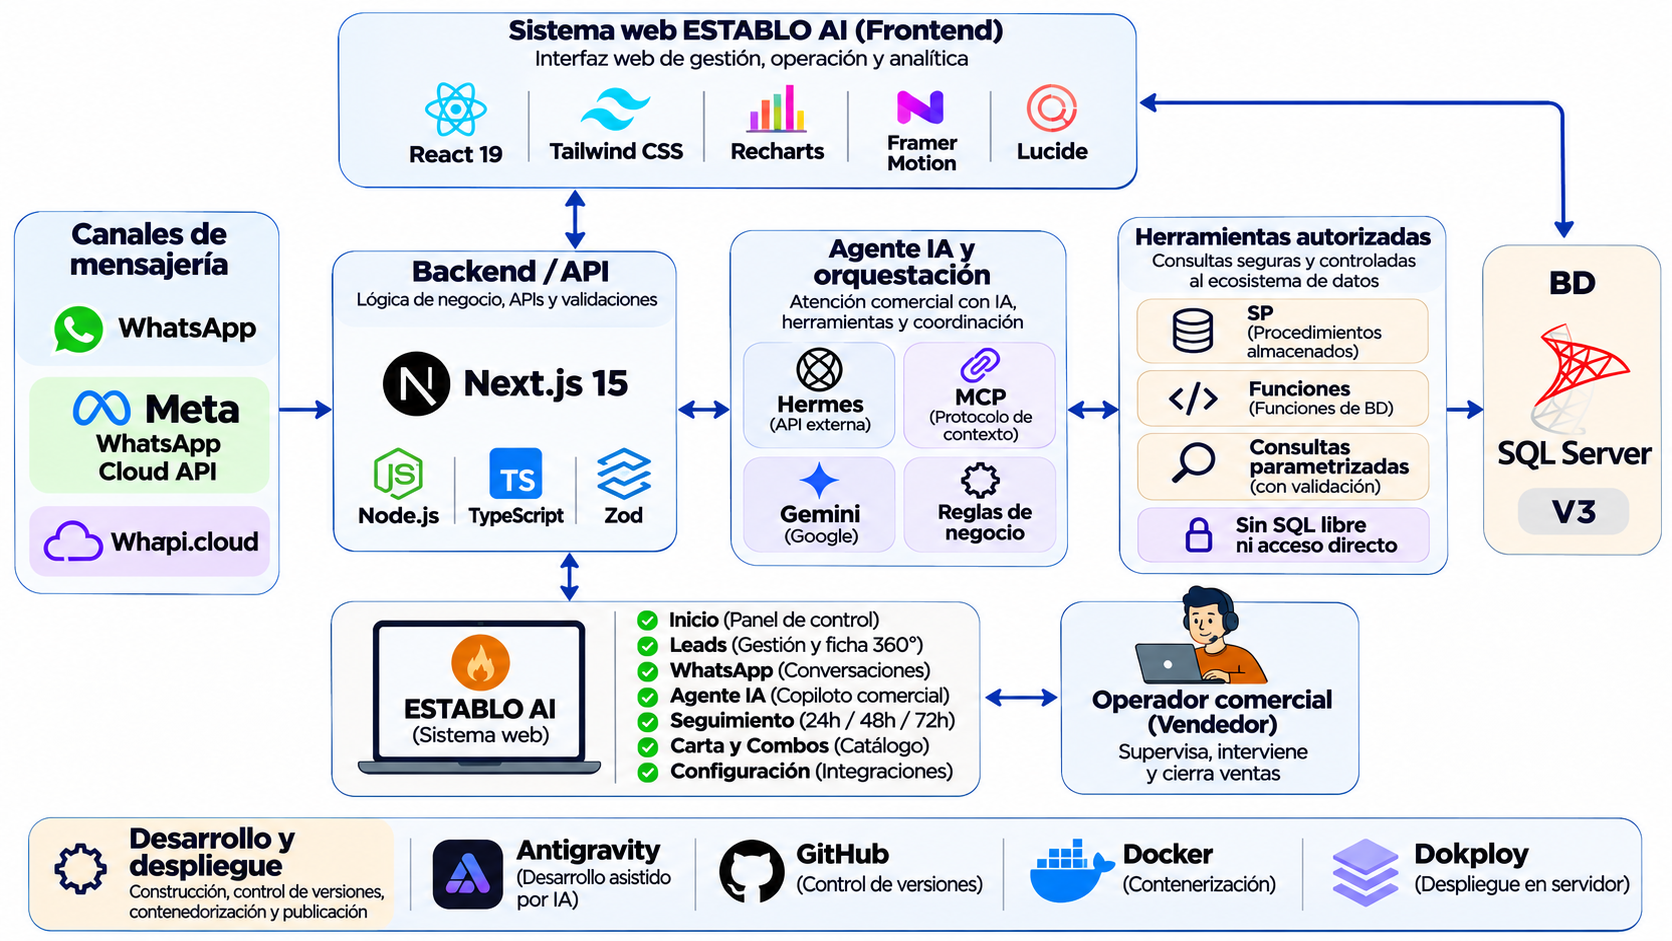 Sistema web ESTABLO AI (Frontend)
Interfaz web de gestión, operación y analítica
React 19
Tailwind CSS
Recharts
Framer
Motion
Lucide
Canales de
mensajería
WhatsApp
Meta
WhatsApp
Cloud API
Whapi.cloud
Backend / API
Lógica de negocio, APIs y validaciones
Next.js 15
JS
Node.js
TS
TypeScript
Zod
Agente IA y
orquestación
Atención comercial con IA,
herramientas y coordinación
Hermes
(API externa)
MCP
(Protocolo de
contexto)
Gemini
(Google)
Reglas de
negocio
Herramientas autorizadas
Consultas seguras y controladas
al ecosistema de datos
SP
(Procedimientos
almacenados)
Funciones
(Funciones de BD)
Consultas
parametrizadas
(con validación)
Sin SQL libre
ni acceso directo
BD
SQL Server
V3
ESTABLO AI
(Sistema web)
Inicio (Panel de control)
Leads (Gestión y ficha 360°)
WhatsApp (Conversaciones)
Agente IA (Copiloto comercial)
Seguimiento (24h / 48h / 72h)
Carta y Combos (Catálogo)
Configuración (Integraciones)
Operador comercial
(Vendedor)
Supervisa, interviene
y cierra ventas
Desarrollo y
despliegue
Construcción, control de versiones,
contenedorización y publicación
Antigravity
(Desarrollo asistido
por IA)
GitHub
(Control de versiones)
Docker
(Contenerización)
Dokploy
(Despliegue en servidor)